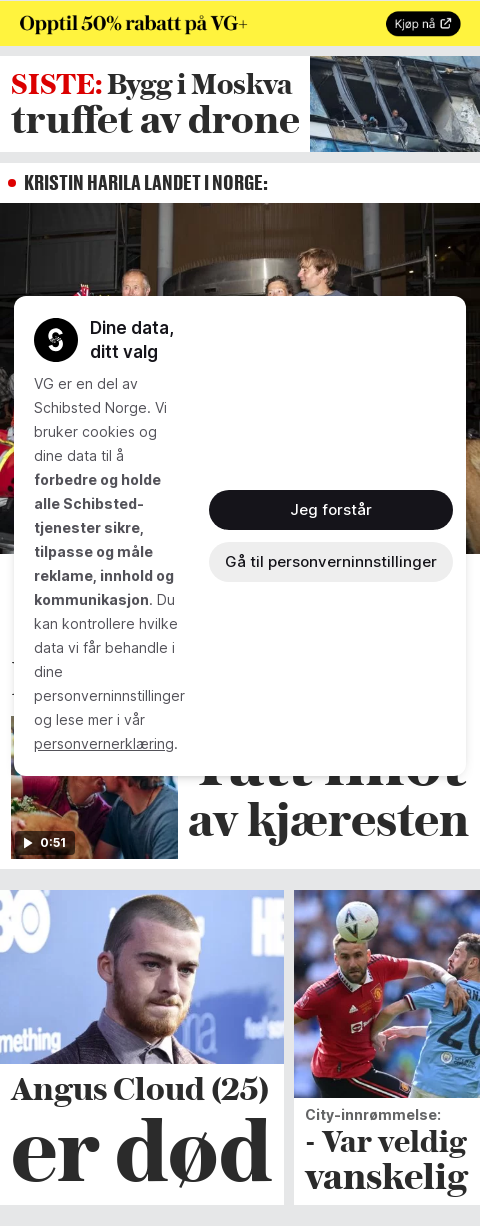 Opptil 50% rabatt på VG+
Kjøp nå
SISTE: Bygg i Moskva
truffet av drone
KRISTIN HARILA LANDET I NORGE:
Dine data,
ditt valg
VG er en del av
Schibsted Norge. Vi
bruker cookies og
dine data til å
forbedre og holde
alle Schibsted-
tjenester sikre,
tilpasse og måle
reklame, innhold og
kommunikasjon. Du
kan kontrollere hvilke
data vi får behandle i
dine
personverninnstillinger
og lese mer i vår
personvernerklæring.
Jeg forstår
Gå til personverninnstillinger
av kjæresten
0:51
HBO
something
Angus Cloud (25)
er død
City-innrømmelse:
- Var veldig
vanskelig